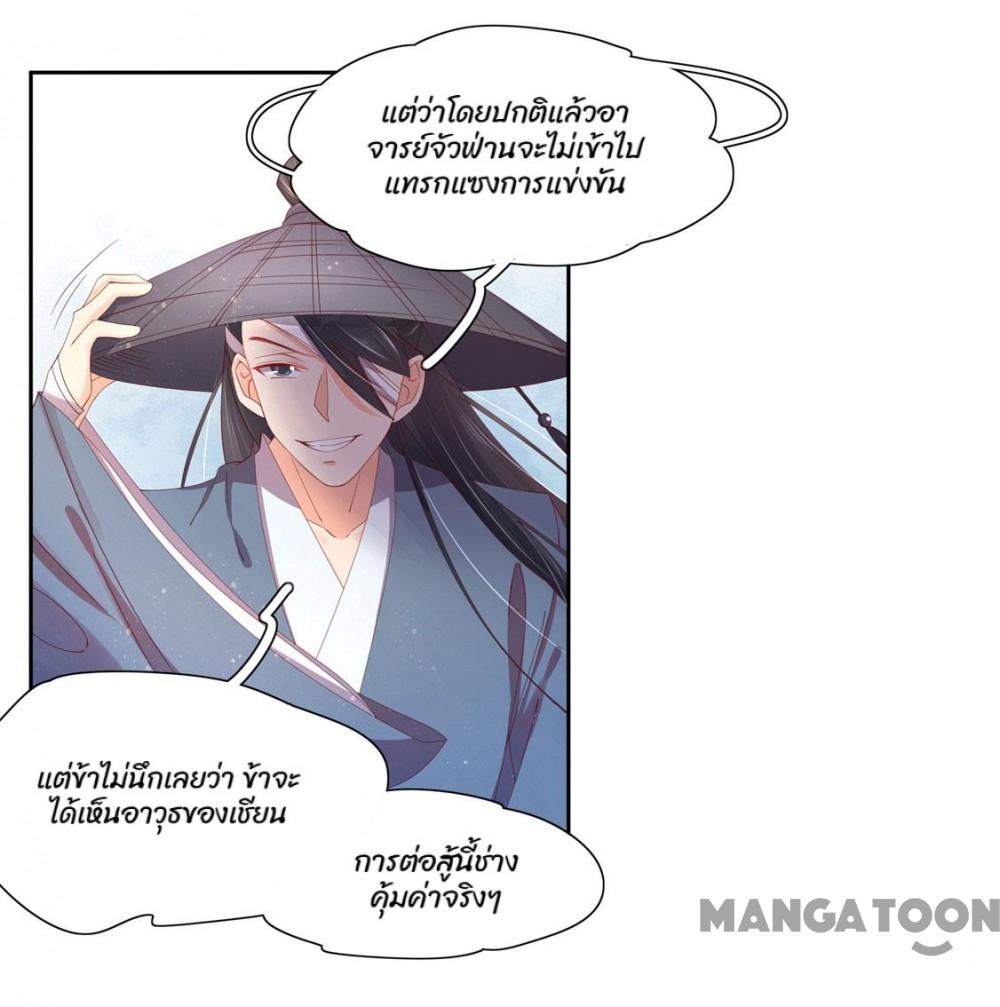 แต่ว่าโดยปกติแล้วอา
จารย์จัวฟ่านจะไม่เข้าไป
แทรกแซงการแข่งขัน
แต่ข้าไม่นึกเลยว่า ข้าจะ
ได้เห็นอาวุธของเซียน
การต่อสู้นี้ช่าง
คุ้มค่าจริงๆ
MANGATOON